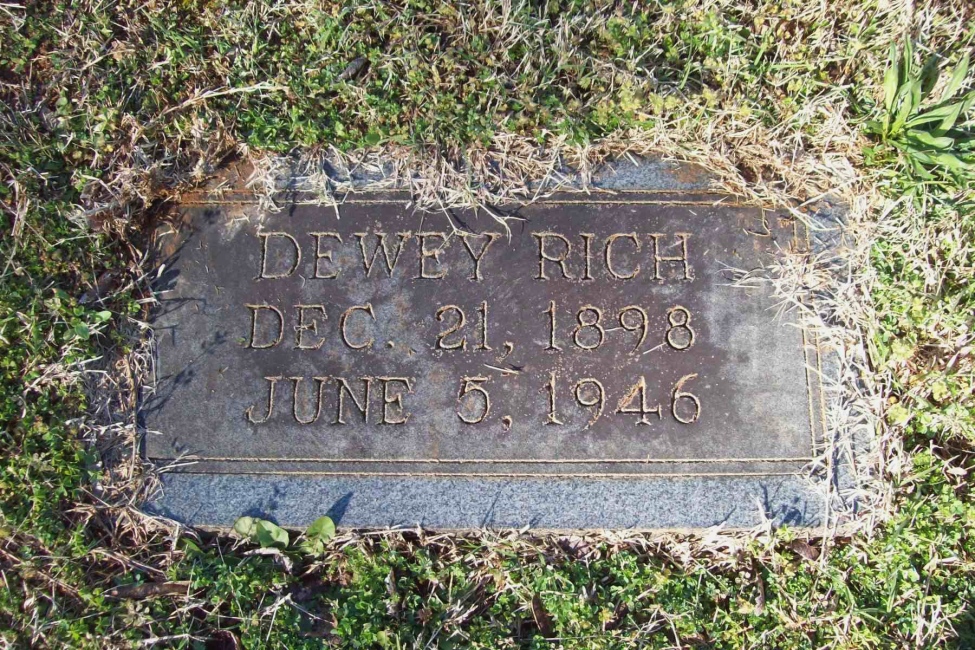 DEWEY RICH
DEC. 21, 1898
JUNE 5, 1946